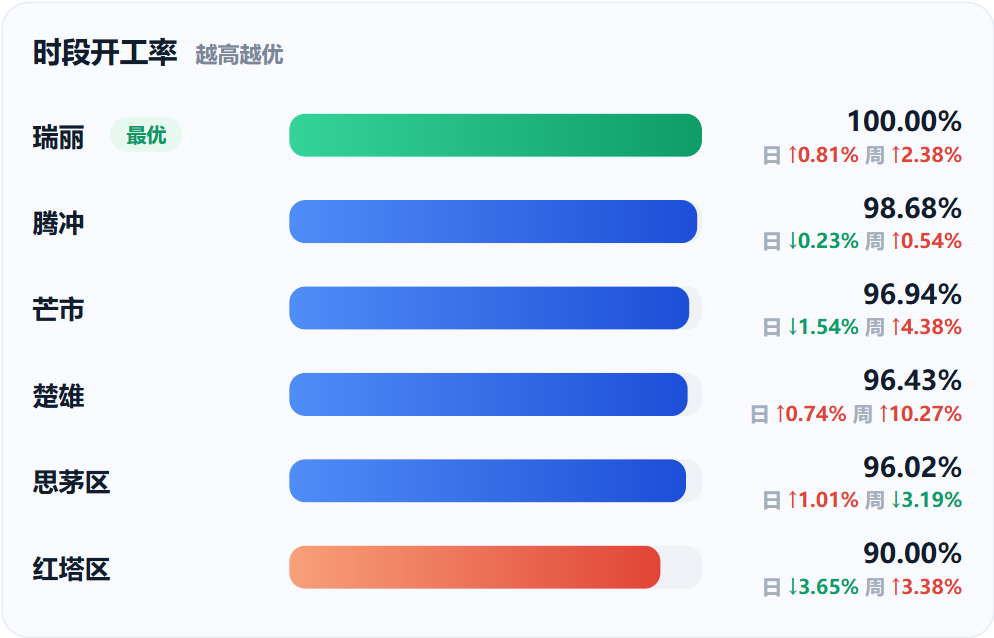 时段开工率 越高越优
瑞丽 最优 100.00%
日 ↑0.81% 周 ↑2.38%
腾冲 98.68%
日 ↓0.23% 周 ↑0.54%
芒市 96.94%
日 ↓1.54% 周 ↑4.38%
楚雄 96.43%
日 ↑0.74% 周 ↑10.27%
思茅区 96.02%
日 ↑1.01% 周 ↓3.19%
红塔区 90.00%
日 ↓3.65% 周 ↑3.38%